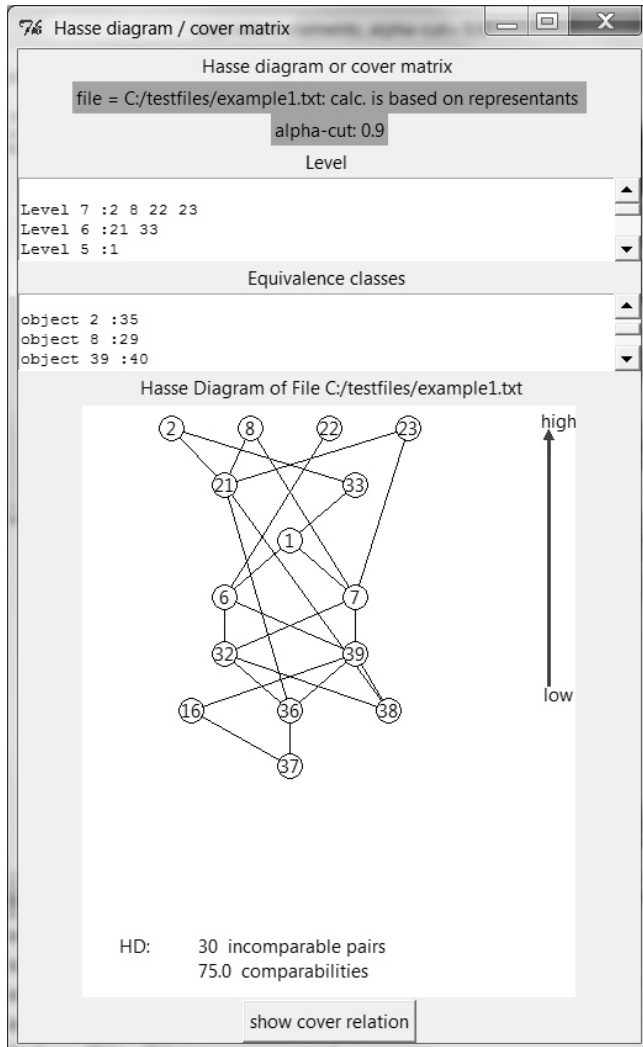 Hasse diagram / cover matrix
Hasse diagram or cover matrix
file = C:/testfiles/example1.txt: calc. is based on representants
alpha-cut: 0.9
Level
Level 7 :2 8 22 23
Level 6 :21 33
Level 5 :1
Equivalence classes
object 2 :35
object 8 :29
object 39 :40
Hasse Diagram of File C:/testfiles/example1.txt
2 8 22 23 high
21 33
1
6 7
32 39
low
16 36 38
37
HD: 30 incomparable pairs
75.0 comparabilities
show cover relation